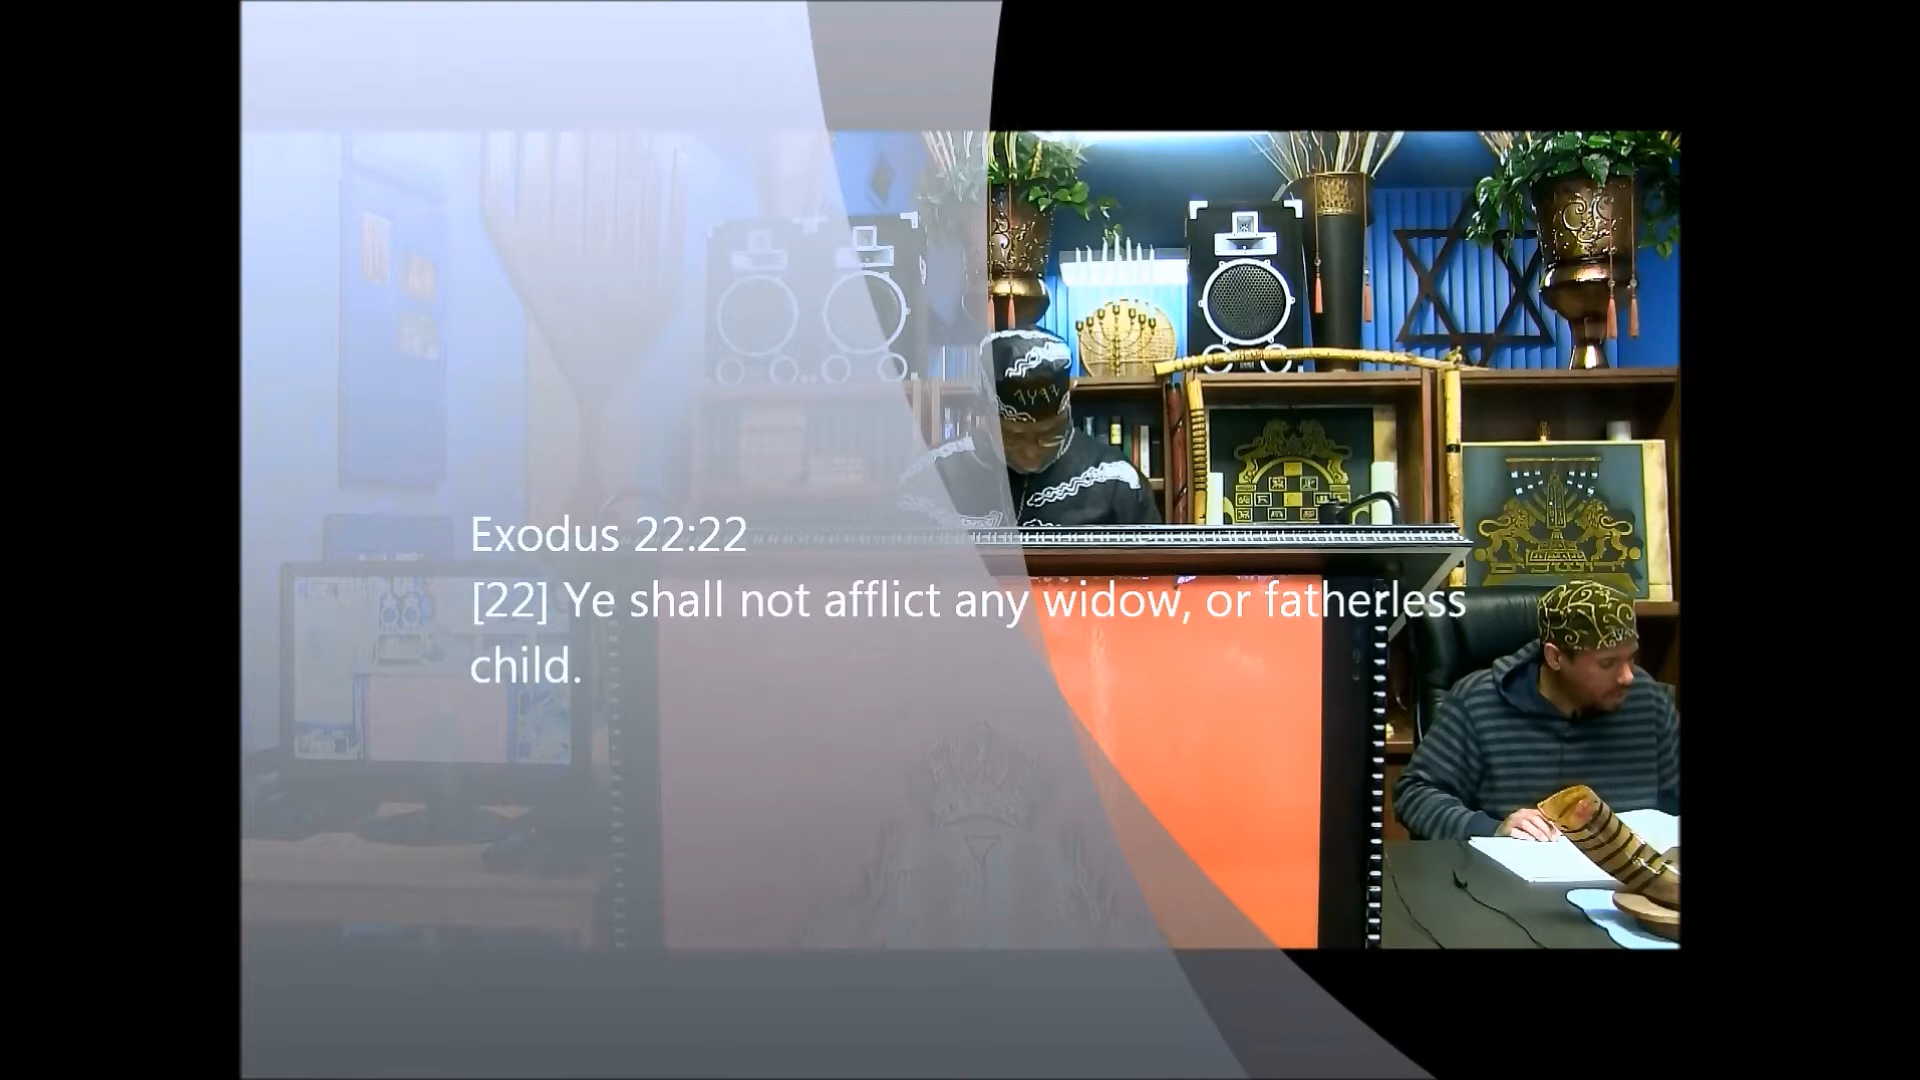 Exodus 22:22
[22] Ye shall not afflict any widow, or fatherless
child.